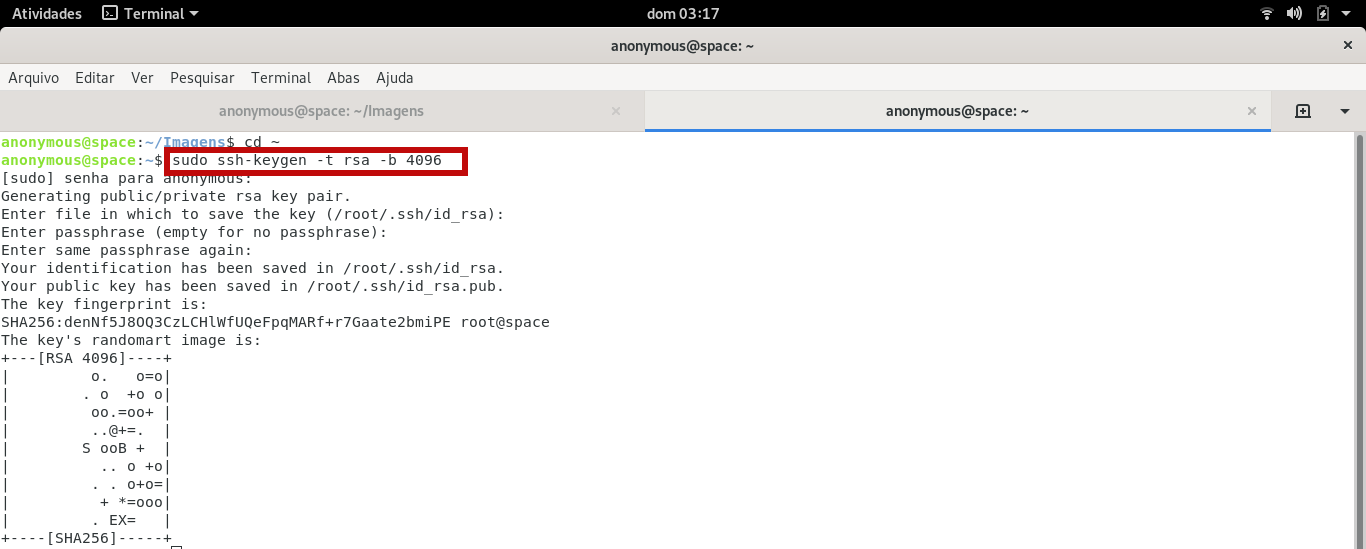 Atividades Terminal dom 03:17
anonymous@space: ~
Arquivo Editar Ver Pesquisar Terminal Abas Ajuda
anonymous@space: ~/Imagens anonymous@space: ~
anonymous@space:~/Imagens$ cd ~
anonymous@space:~$ sudo ssh-keygen -t rsa -b 4096
[sudo] senha para anonymous:
Generating public/private rsa key pair.
Enter file in which to save the key (/root/.ssh/id_rsa):
Enter passphrase (empty for no passphrase):
Enter same passphrase again:
Your identification has been saved in /root/.ssh/id_rsa.
Your public key has been saved in /root/.ssh/id_rsa.pub.
The key fingerprint is:
SHA256:denNf5J8OQ3CzLCHlWfUQeFpqMARf+r7Gaate2bmiPE root@space
The key's randomart image is:
+---[RSA 4096]----+
|         o.   o=o|
|        . o  +o o|
|         oo.=oo+ |
|         ..@+=.  |
|        S ooB +  |
|          .. o +o|
|         . . o+o=|
|          + *=ooo|
|         . EX=   |
+----[SHA256]-----+